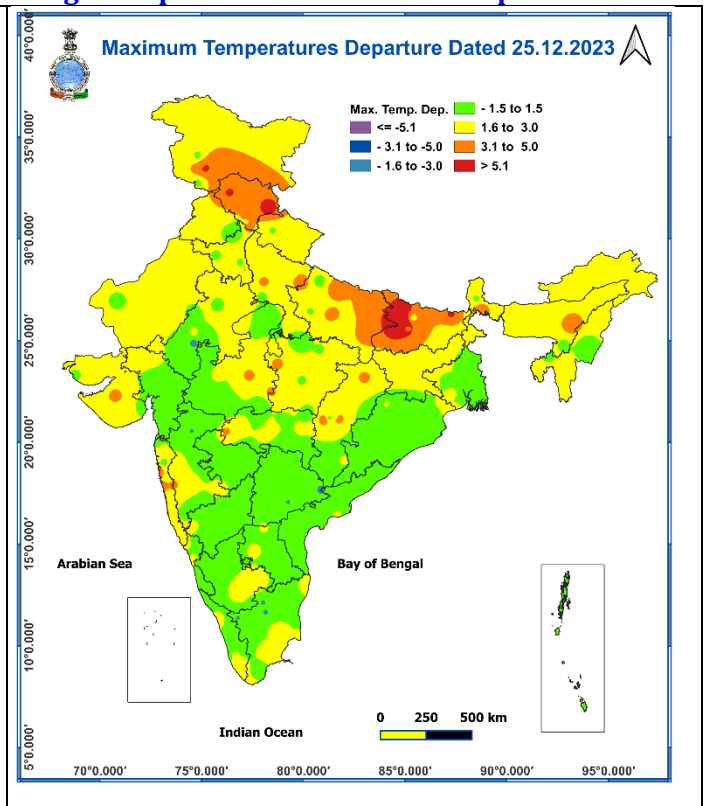 Maximum Temperatures Departure Dated 25.12.2023
Max. Temp. Dep.
<= -5.1
- 3.1 to -5.0
- 1.6 to -3.0
- 1.5 to 1.5
1.6 to 3.0
3.1 to 5.0
> 5.1
40°0.000'
35°0.000'
30°0.000'
25°0.000'
20°0.000'
15°0.000'
10°0.000'
5°0.000'
Arabian Sea
Bay of Bengal
Indian Ocean
0 250 500 km
70°0.000' 75°0.000' 80°0.000' 85°0.000' 90°0.000' 95°0.000'